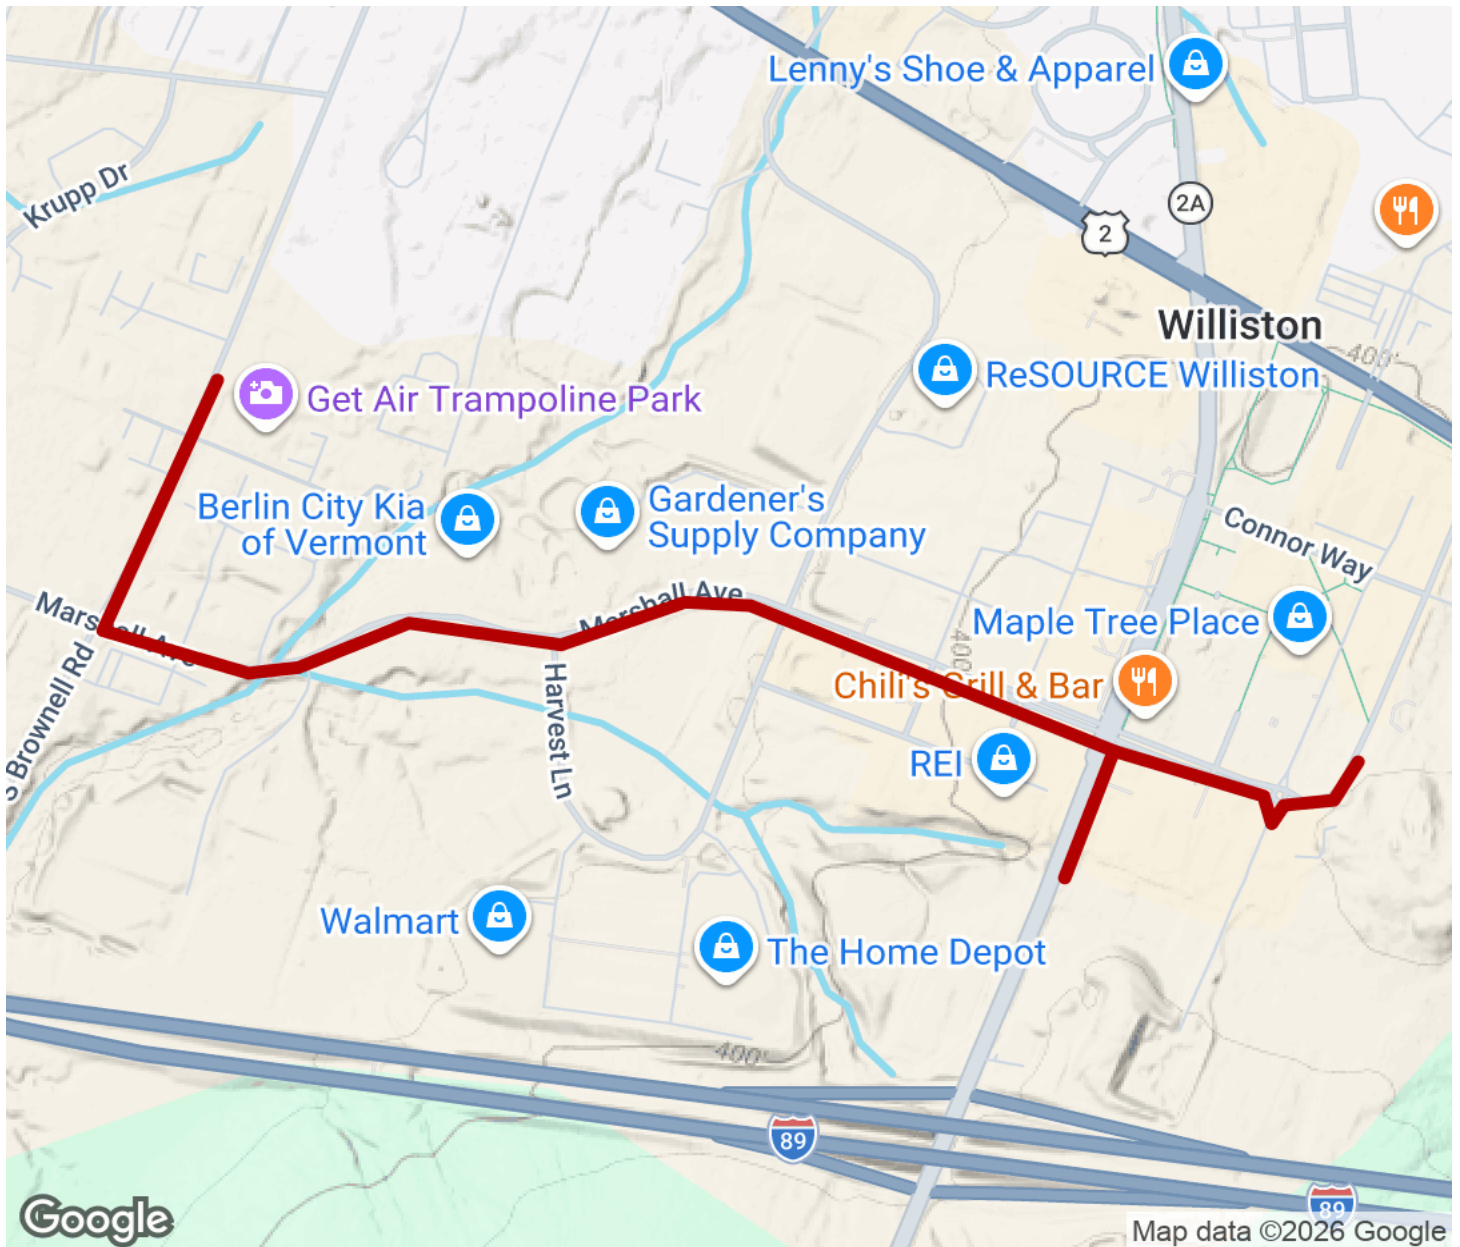 Lenny's Shoe & Apparel
Krupp Dr
2A
2
Williston
400'
ReSOURCE Williston
Get Air Trampoline Park
Berlin City Kia
of Vermont
Gardener's
Supply Company
Connor Way
Marshall Ave
Marshall Ave
Maple Tree Place
400'
Chili's Grill & Bar
S Brownell Rd
Harvest Ln
REI
Walmart
The Home Depot
400'
89
89
Google
Map data ©2026 Google